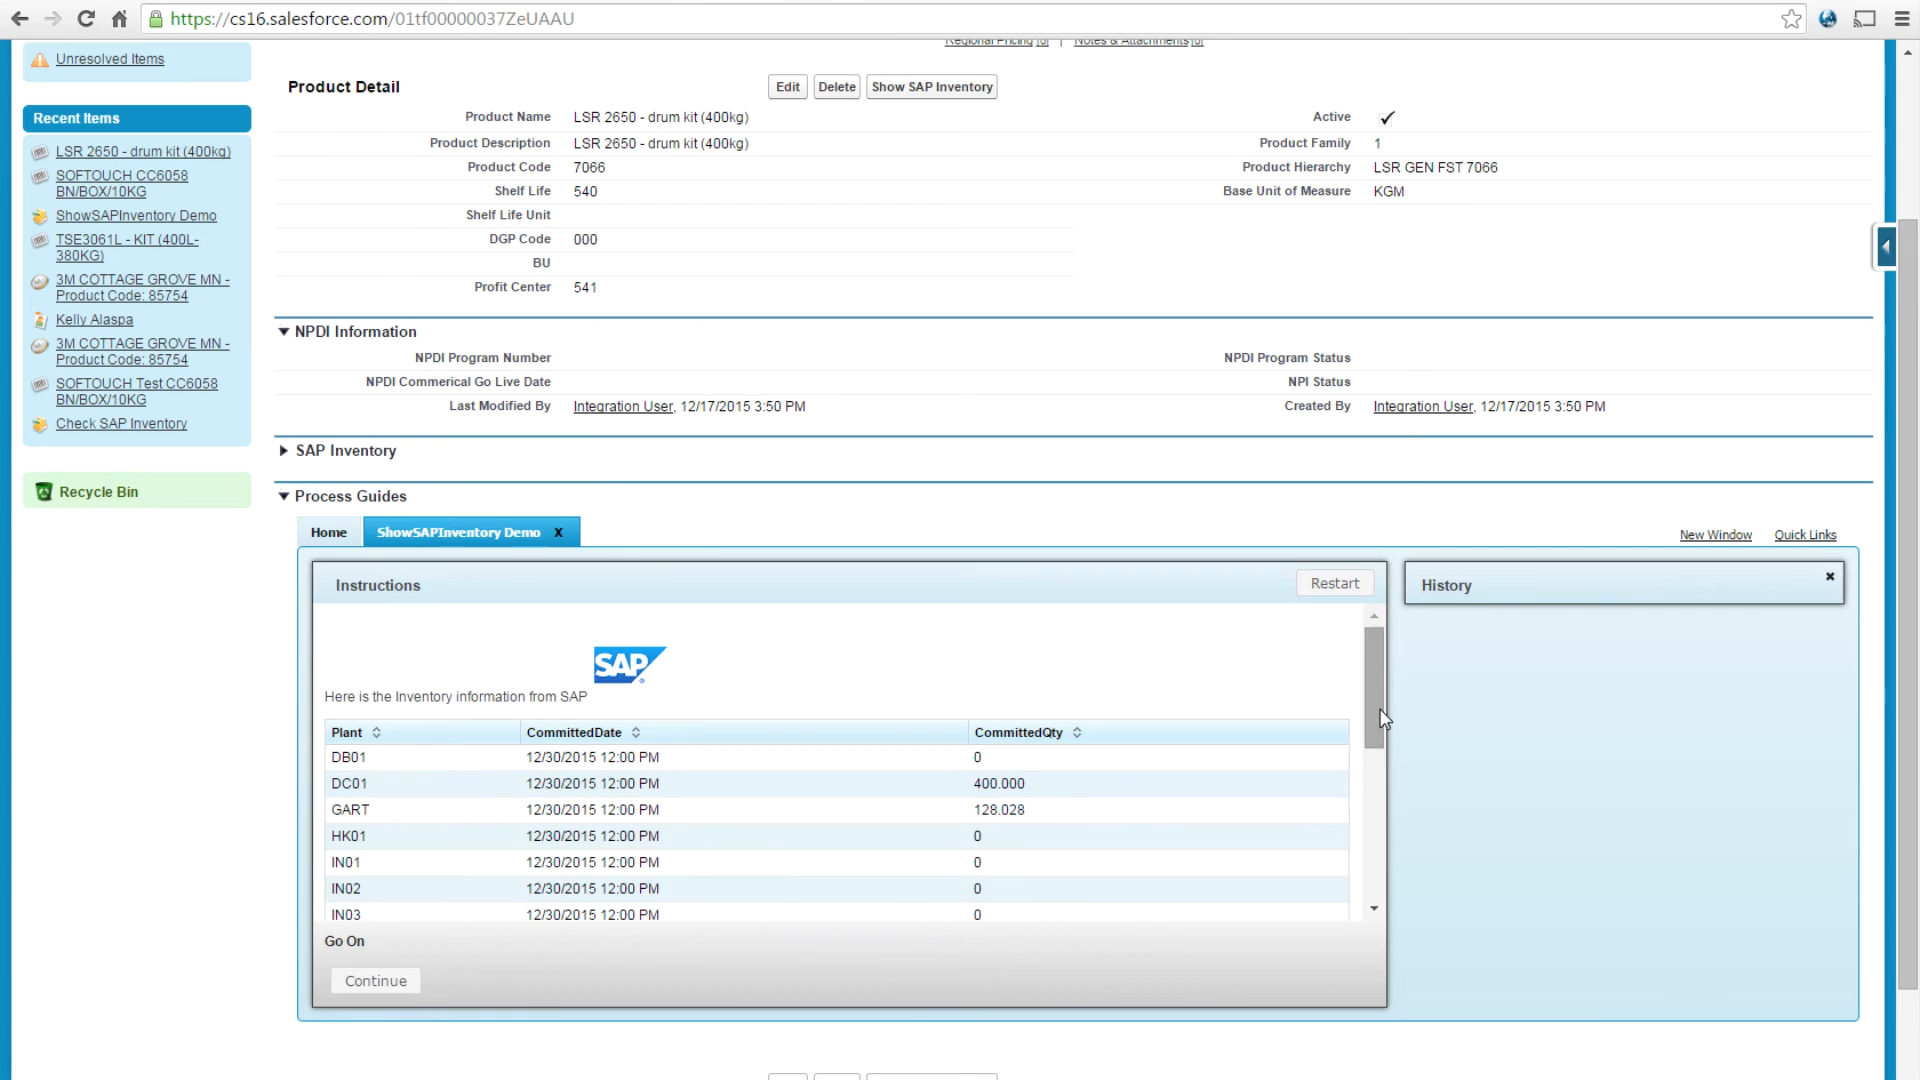 https://cs16.salesforce.com/01tf00000037ZeUAAU
Regional Pricing [0] | Notes & Attachments [0]
Unresolved Items
Recent Items
LSR 2650 - drum kit (400kg)
SOFTOUCH CC6058
BN/BOX/10KG
ShowSAPInventory Demo
TSE3061L - KIT (400L-
380KG)
3M COTTAGE GROVE MN -
Product Code: 85754
Kelly Alaspa
3M COTTAGE GROVE MN -
Product Code: 85754
SOFTOUCH Test CC6058
BN/BOX/10KG
Check SAP Inventory
Recycle Bin
Product Detail
Edit Delete Show SAP Inventory
Product Name LSR 2650 - drum kit (400kg) Active ✓
Product Description LSR 2650 - drum kit (400kg) Product Family 1
Product Code 7066 Product Hierarchy LSR GEN FST 7066
Shelf Life 540 Base Unit of Measure KGM
Shelf Life Unit
DGP Code 000
BU
Profit Center 541
NPDI Information
NPDI Program Number NPDI Program Status
NPDI Commerical Go Live Date NPI Status
Last Modified By Integration User, 12/17/2015 3:50 PM Created By Integration User, 12/17/2015 3:50 PM
SAP Inventory
Process Guides
Home ShowSAPInventory Demo X New Window Quick Links
Instructions Restart History
SAP
Here is the Inventory information from SAP
Plant CommittedDate CommittedQty
DB01 12/30/2015 12:00 PM 0
DC01 12/30/2015 12:00 PM 400.000
GART 12/30/2015 12:00 PM 128.028
HK01 12/30/2015 12:00 PM 0
IN01 12/30/2015 12:00 PM 0
IN02 12/30/2015 12:00 PM 0
IN03 12/30/2015 12:00 PM 0
Go On
Continue